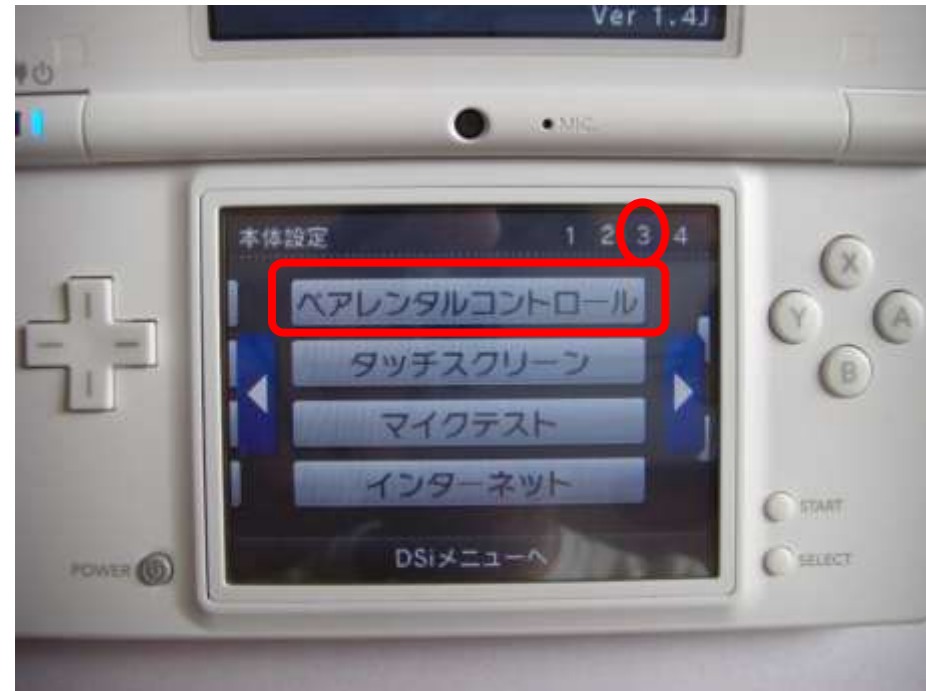 Ver 1.4J
MIC.
本体設定 1 2 3 4
ペアレンタルコントロール
タッチスクリーン
マイクテスト
インターネット
DSiメニューへ
X
Y A
B
START
SELECT
POWER